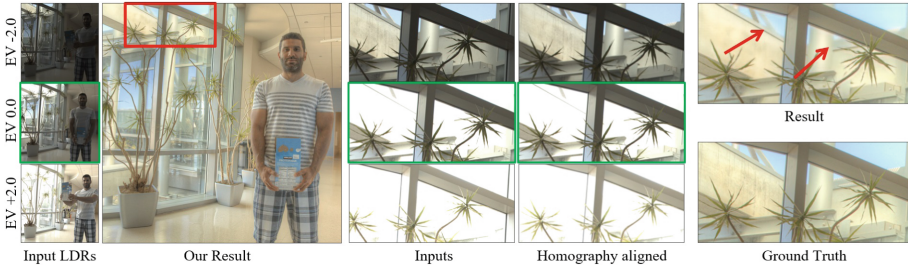 EV -2.0
EV 0.0
EV +2.0
Input LDRs
Our Result
Inputs
Homography aligned
Result
Ground Truth